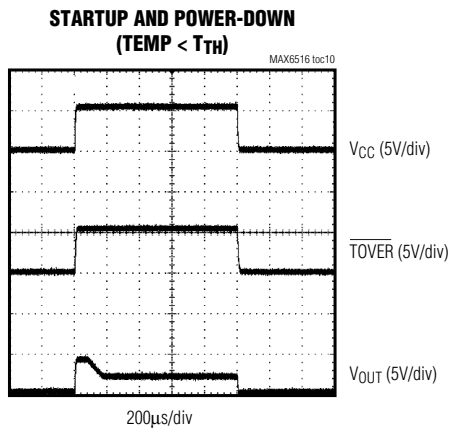 STARTUP AND POWER-DOWN
(TEMP < TTH)
MAX6516 toc10
VCC (5V/div)
TOVER (5V/div)
VOUT (5V/div)
200μs/div